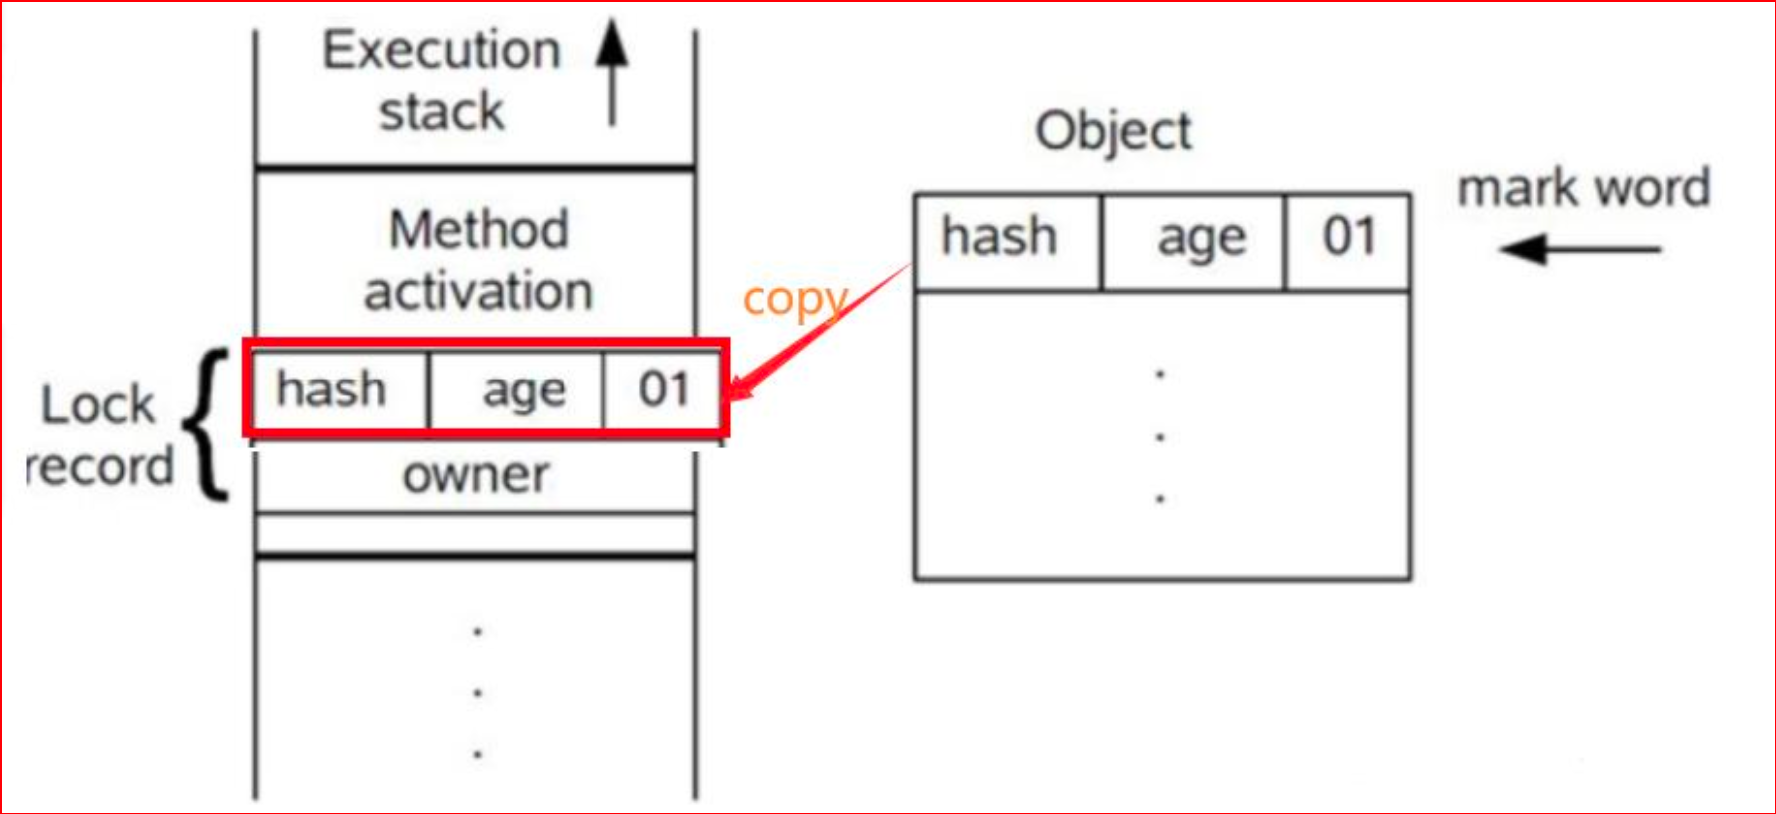 Execution
stack
Method
activation
Lock
record
hash age 01
owner
copy
Object
hash age 01
mark word